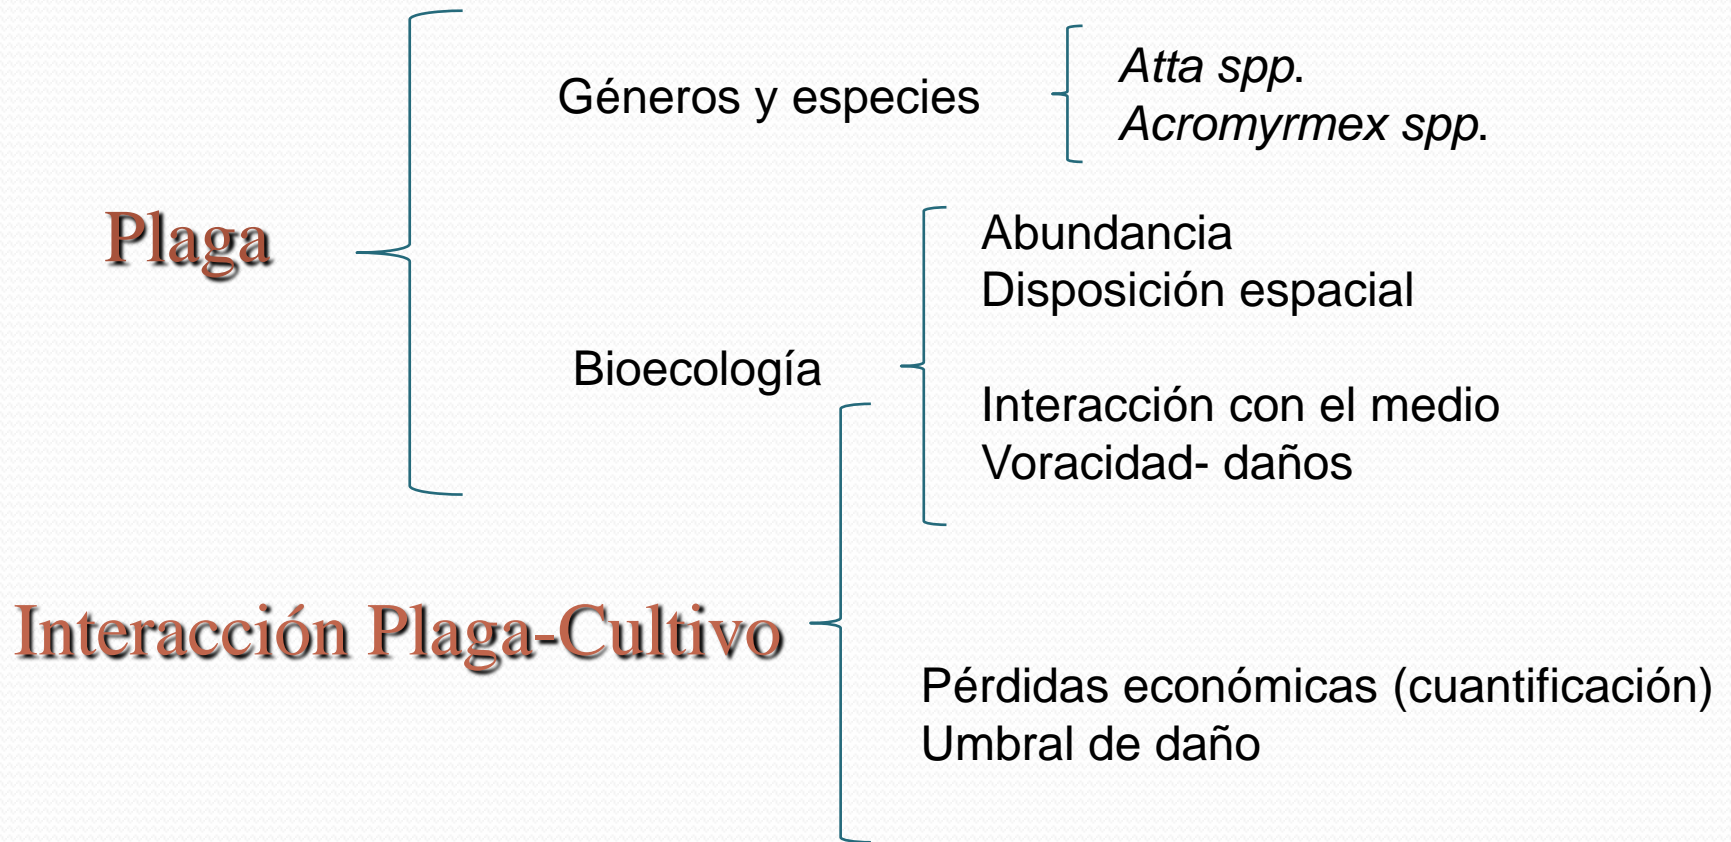 Plaga
Géneros y especies
Atta spp.
Acromyrmex spp.
Bioecología
Abundancia
Disposición espacial
Interacción con el medio
Voracidad- daños
Interacción Plaga-Cultivo
Pérdidas económicas (cuantificación)
Umbral de daño